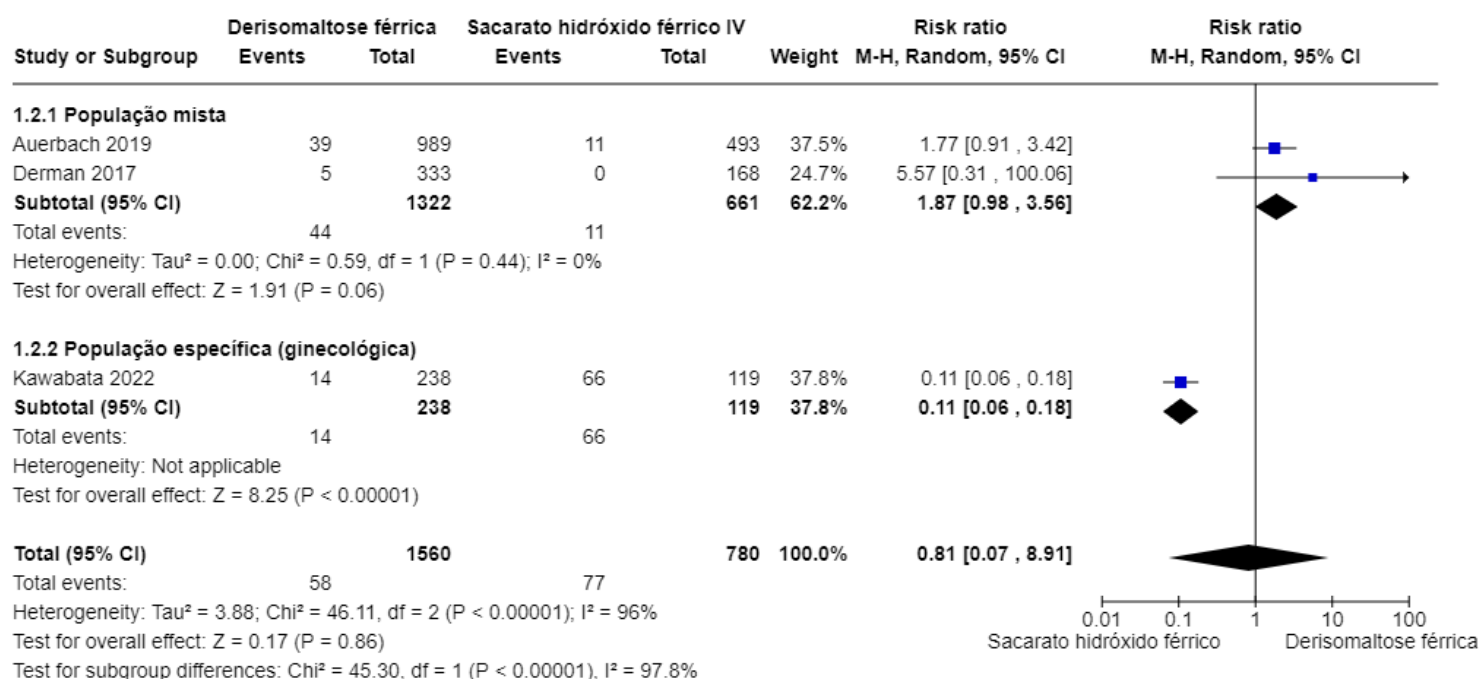 Derisomaltose férrica Sacarato hidróxido férrico IV Risk ratio Risk ratio
Study or Subgroup Events Total Events Total Weight M-H, Random, 95% CI M-H, Random, 95% CI
1.2.1 População mista
Auerbach 2019 39 989 11 493 37.5% 1.77 [0.91 , 3.42]
Derman 2017 5 333 0 168 24.7% 5.57 [0.31 , 100.06]
Subtotal (95% CI) 1322 661 62.2% 1.87 [0.98 , 3.56]
Total events: 44 11
Heterogeneity: Tau² = 0.00; Chi² = 0.59, df = 1 (P = 0.44); I² = 0%
Test for overall effect: Z = 1.91 (P = 0.06)
1.2.2 População específica (ginecológica)
Kawabata 2022 14 238 66 119 37.8% 0.11 [0.06 , 0.18]
Subtotal (95% CI) 238 119 37.8% 0.11 [0.06 , 0.18]
Total events: 14 66
Heterogeneity: Not applicable
Test for overall effect: Z = 8.25 (P < 0.00001)
Total (95% CI) 1560 780 100.0% 0.81 [0.07 , 8.91]
Total events: 58 77
Heterogeneity: Tau² = 3.88; Chi² = 46.11, df = 2 (P < 0.00001); I² = 96%
Test for overall effect: Z = 0.17 (P = 0.86)
Test for subgroup differences: Chi² = 45.30, df = 1 (P < 0.00001), I² = 97.8%
0.01 0.1 1 10 100
Sacarato hidróxido férrico Derisomaltose férrica